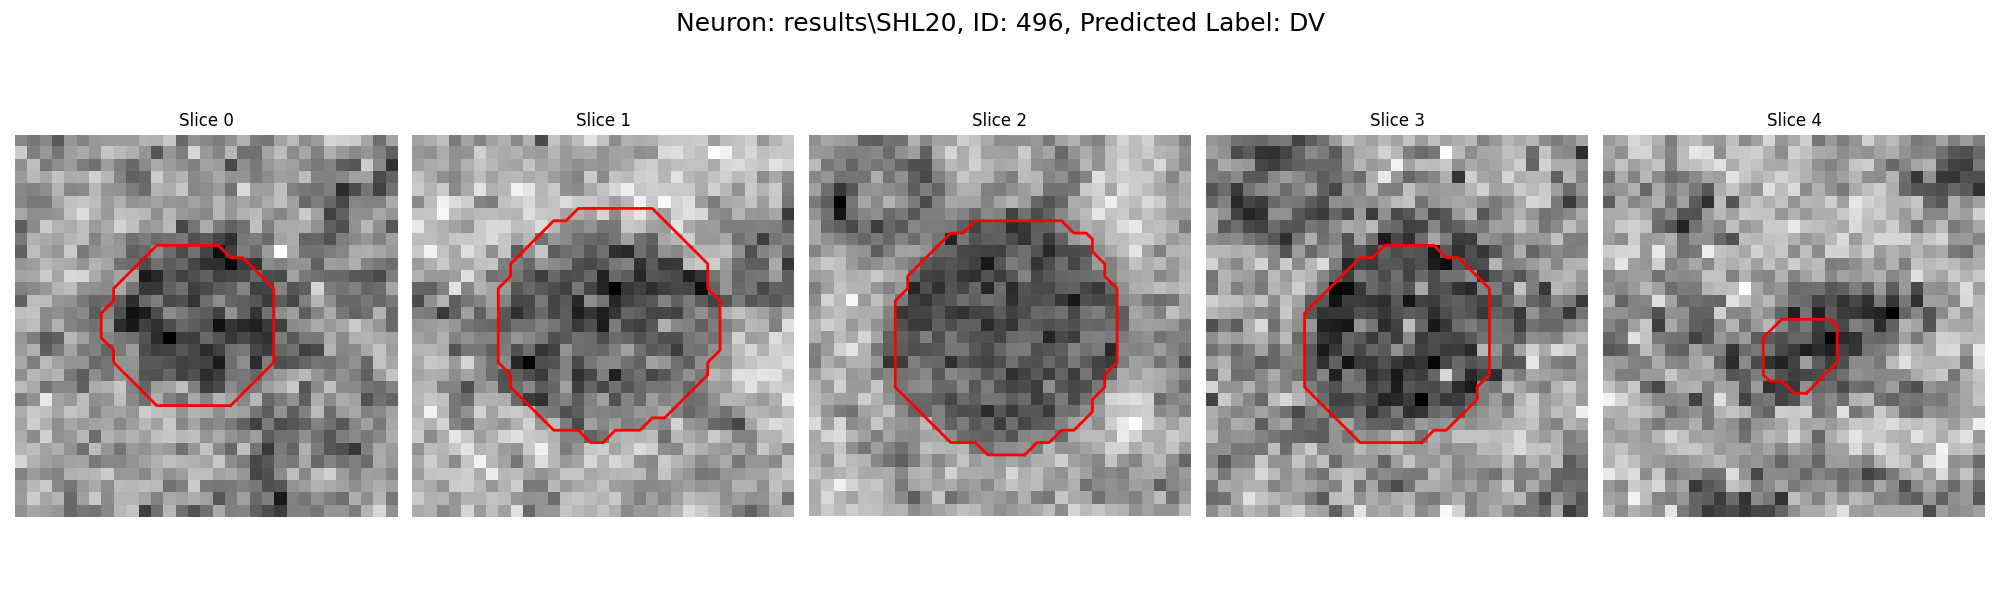 Neuron: results\SHL20, ID: 496, Predicted Label: DV
Slice 0
Slice 1
Slice 2
Slice 3
Slice 4